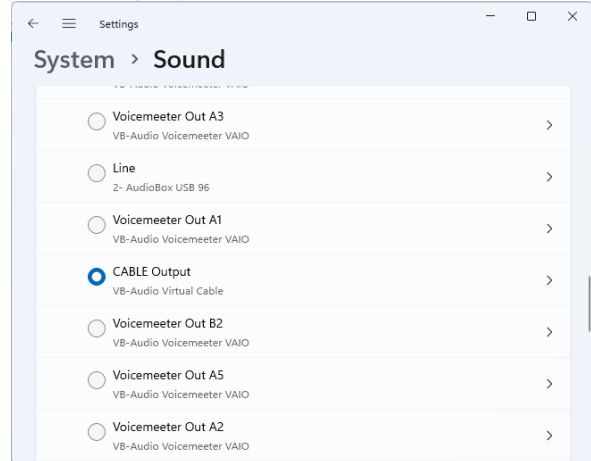 Settings
System > Sound
Voicemeeter Out A3
VB-Audio Voicemeeter VAIO
Line
2- AudioBox USB 96
Voicemeeter Out A1
VB-Audio Voicemeeter VAIO
CABLE Output
VB-Audio Virtual Cable
Voicemeeter Out B2
VB-Audio Voicemeeter VAIO
Voicemeeter Out A5
VB-Audio Voicemeeter VAIO
Voicemeeter Out A2
VB-Audio Voicemeeter VAIO